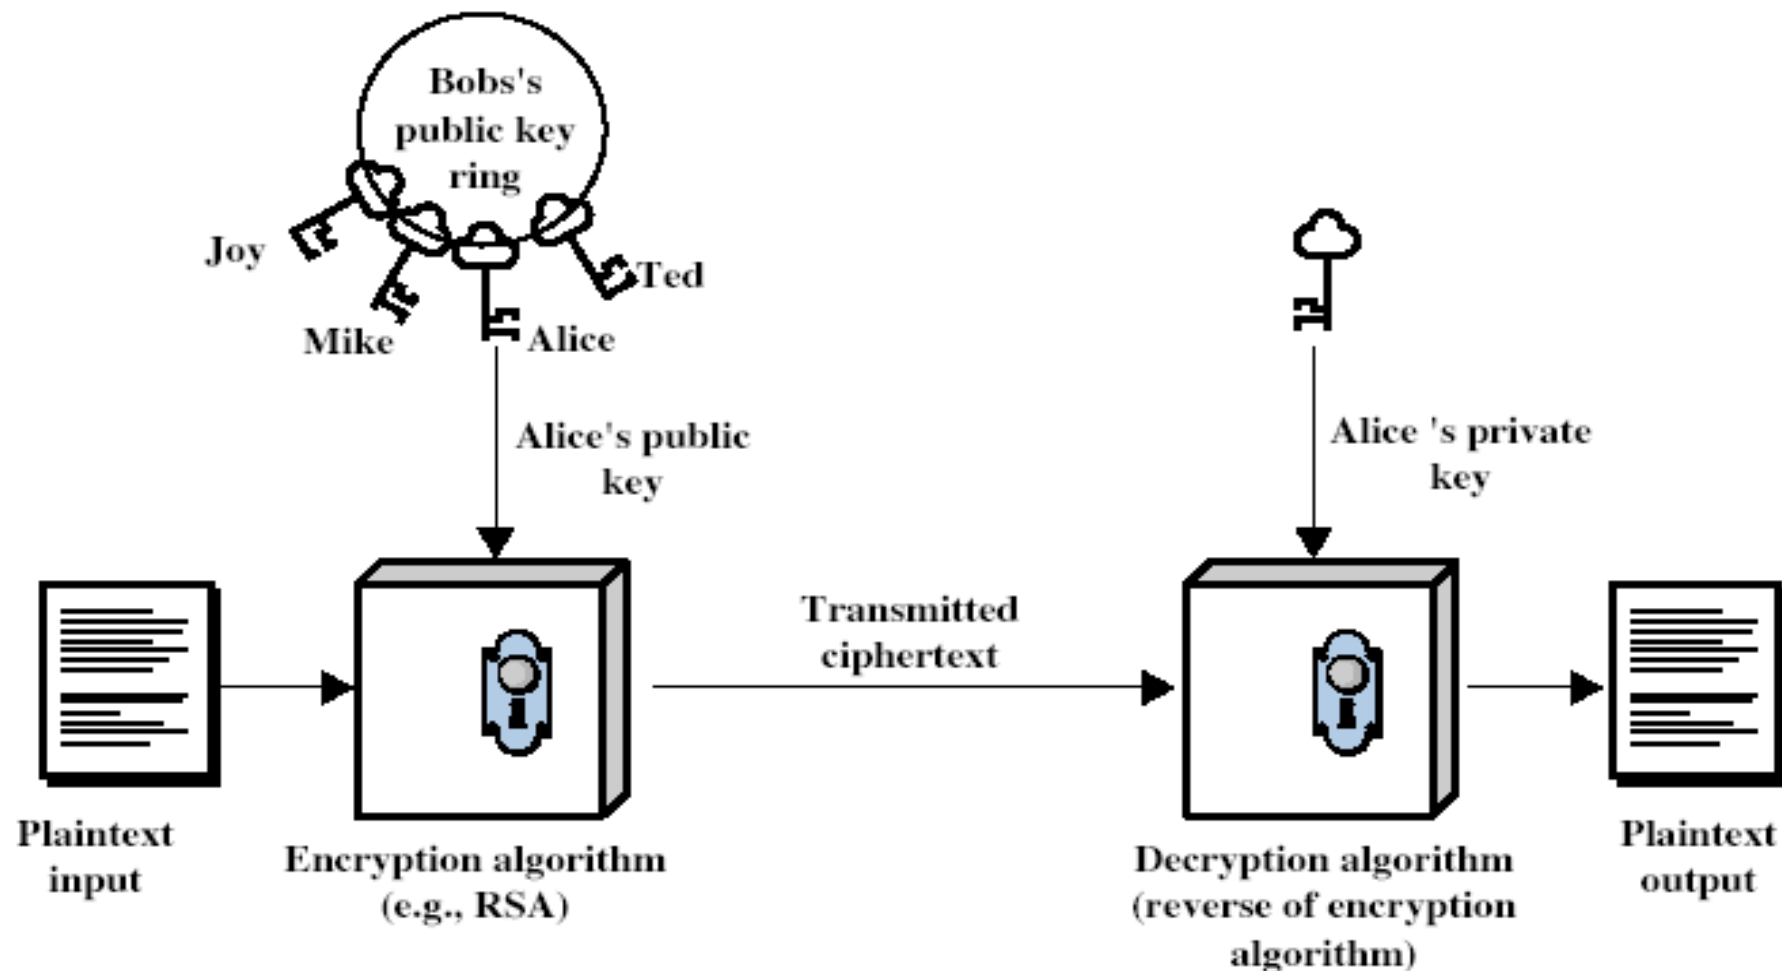 Bobs's
public key
ring
Joy
Mike
Alice
Ted
Alice's public
key
Alice 's private
key
Transmitted
ciphertext
Plaintext
input
Encryption algorithm
(e.g., RSA)
Decryption algorithm
(reverse of encryption
algorithm)
Plaintext
output